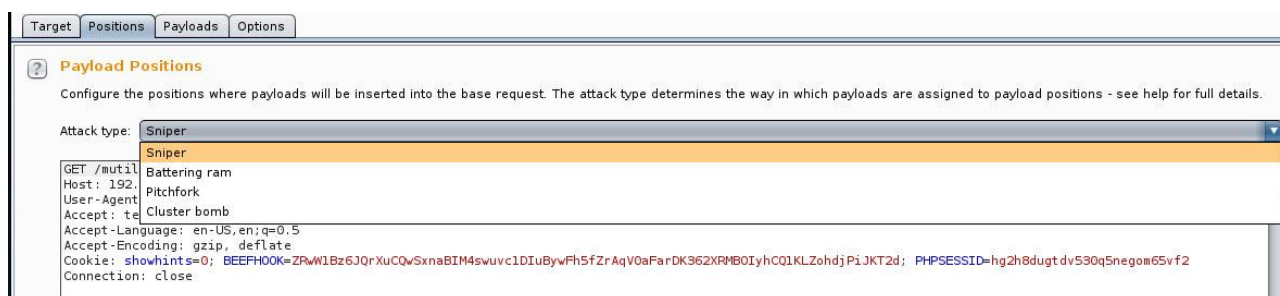 Target Positions Payloads Options
? Payload Positions
Configure the positions where payloads will be inserted into the base request. The attack type determines the way in which payloads are assigned to payload positions - see help for full details.
Attack type: Sniper
Sniper
Battering ram
Pitchfork
Cluster bomb
GET /mutil
Host: 192.
User-Agent
Accept: te
Accept-Language: en-US,en;q=0.5
Accept-Encoding: gzip, deflate
Cookie: showhints=0; BEEFHOOK=ZRwW1Bz6JQrXuCQwSxnaBIM4swuvc1DIuBywFh5fZrAqV0aFarDK362XRMBOIyhCQ1KLZohdjPiJKT2d; PHPSESSID=hg2h8dugtdv530q5negom65vf2
Connection: close